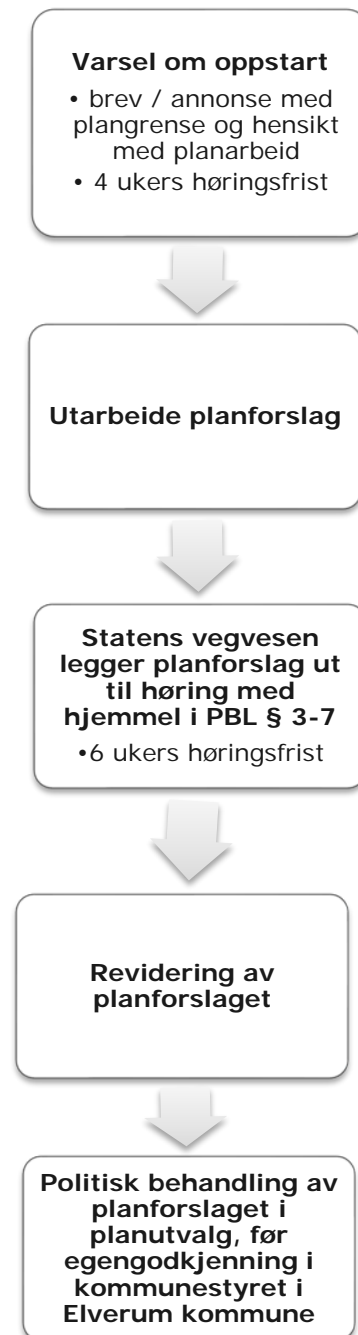 Varsel om oppstart
• brev / annonse med
plangrense og hensikt
med planarbeid
• 4 ukers høringsfrist
Utarbeide planforslag
Statens vegvesen
legger planforslag ut
til høring med
hjemmel i PBL § 3-7
•6 ukers høringsfrist
Revidering av
planforslaget
Politisk behandling av
planforslaget i
planutvalg, før
egengodkjenning i
kommunestyret i
Elverum kommune